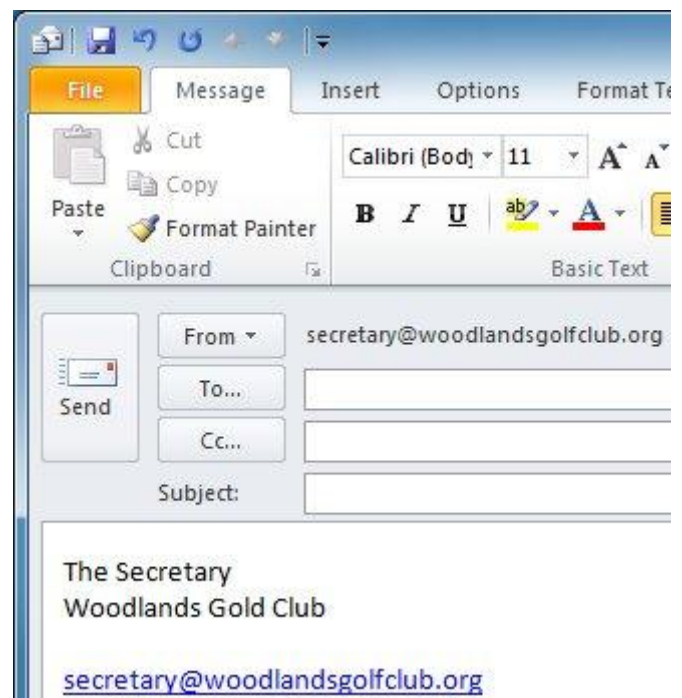 File Message Insert Options Format Te
Cut
Calibri (Body 11 A A
Copy
Paste
Format Painter
B I U ab A
Clipboard Basic Text
From secretary@woodlandsgolfclub.org
To...
Send
Cc...
Subject:
The Secretary
Woodlands Gold Club
secretary@woodlandsgolfclub.org